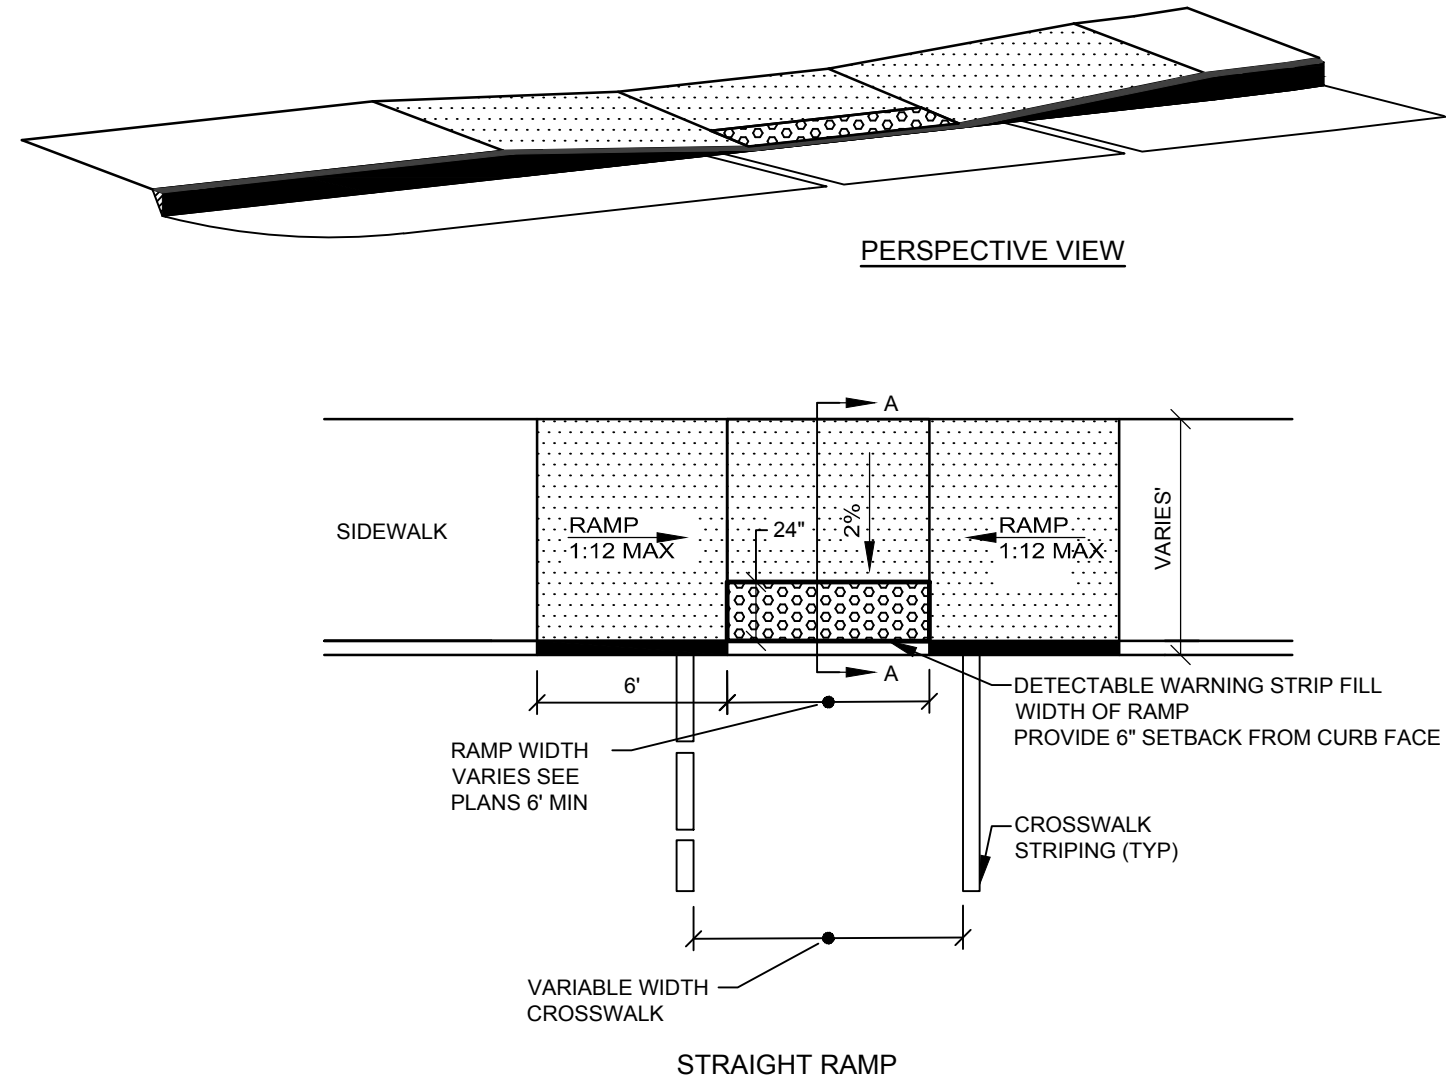 PERSPECTIVE VIEW
A
SIDEWALK
RAMP
1:12 MAX
24"
2%
RAMP
1:12 MAX
VARIES'
A
6'
DETECTABLE WARNING STRIP FILL
WIDTH OF RAMP
PROVIDE 6" SETBACK FROM CURB FACE
RAMP WIDTH
VARIES SEE
PLANS 6' MIN
CROSSWALK
STRIPING (TYP)
VARIABLE WIDTH
CROSSWALK
STRAIGHT RAMP